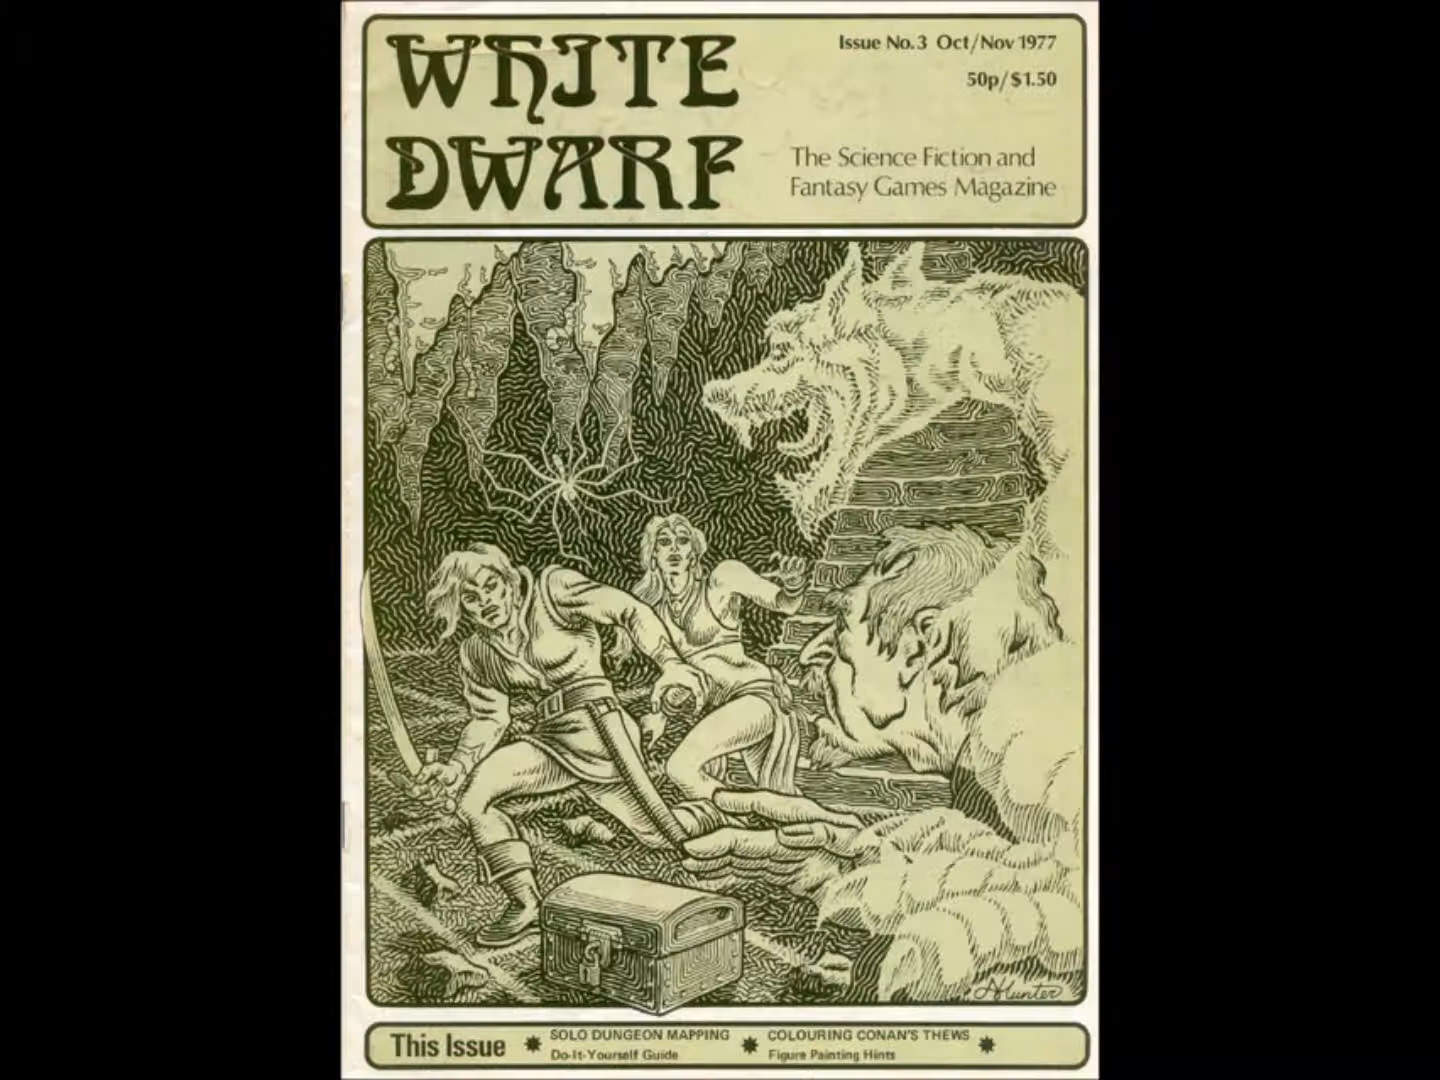 WHITE
DWARF
Issue No. 3 Oct/Nov 1977
50p/$1.50
The Science Fiction and
Fantasy Games Magazine
AHunter
This Issue
SOLO DUNGEON MAPPING
Do-It-Yourself Guide
COLOURING CONAN'S THEWS
Figure Painting Hints